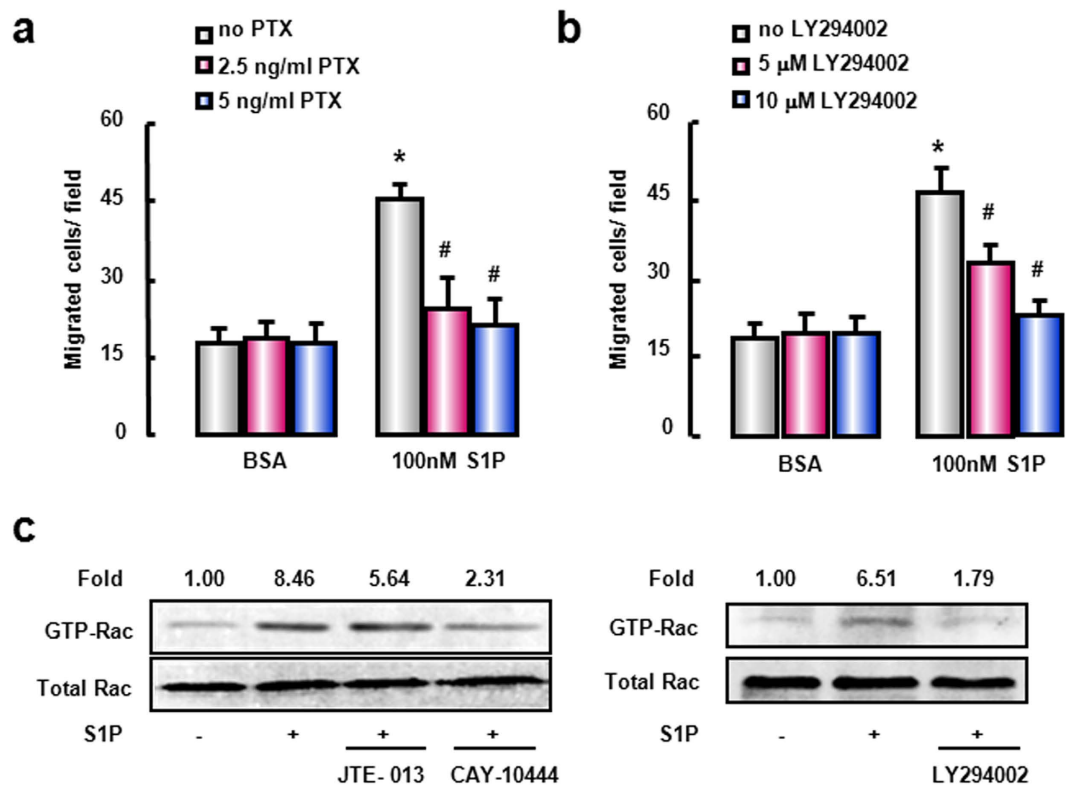 a
no PTX
2.5 ng/ml PTX
5 ng/ml PTX
60
45
30
15
0
Migrated cells/ field
*
#
#
BSA
100nM S1P
b
no LY294002
5 μM LY294002
10 μM LY294002
60
45
30
15
0
Migrated cells/ field
*
#
#
BSA
100nM S1P
c
Fold 1.00 8.46 5.64 2.31
GTP-Rac
Total Rac
S1P - + + +
JTE- 013 CAY-10444
Fold 1.00 6.51 1.79
GTP-Rac
Total Rac
S1P - + +
LY294002